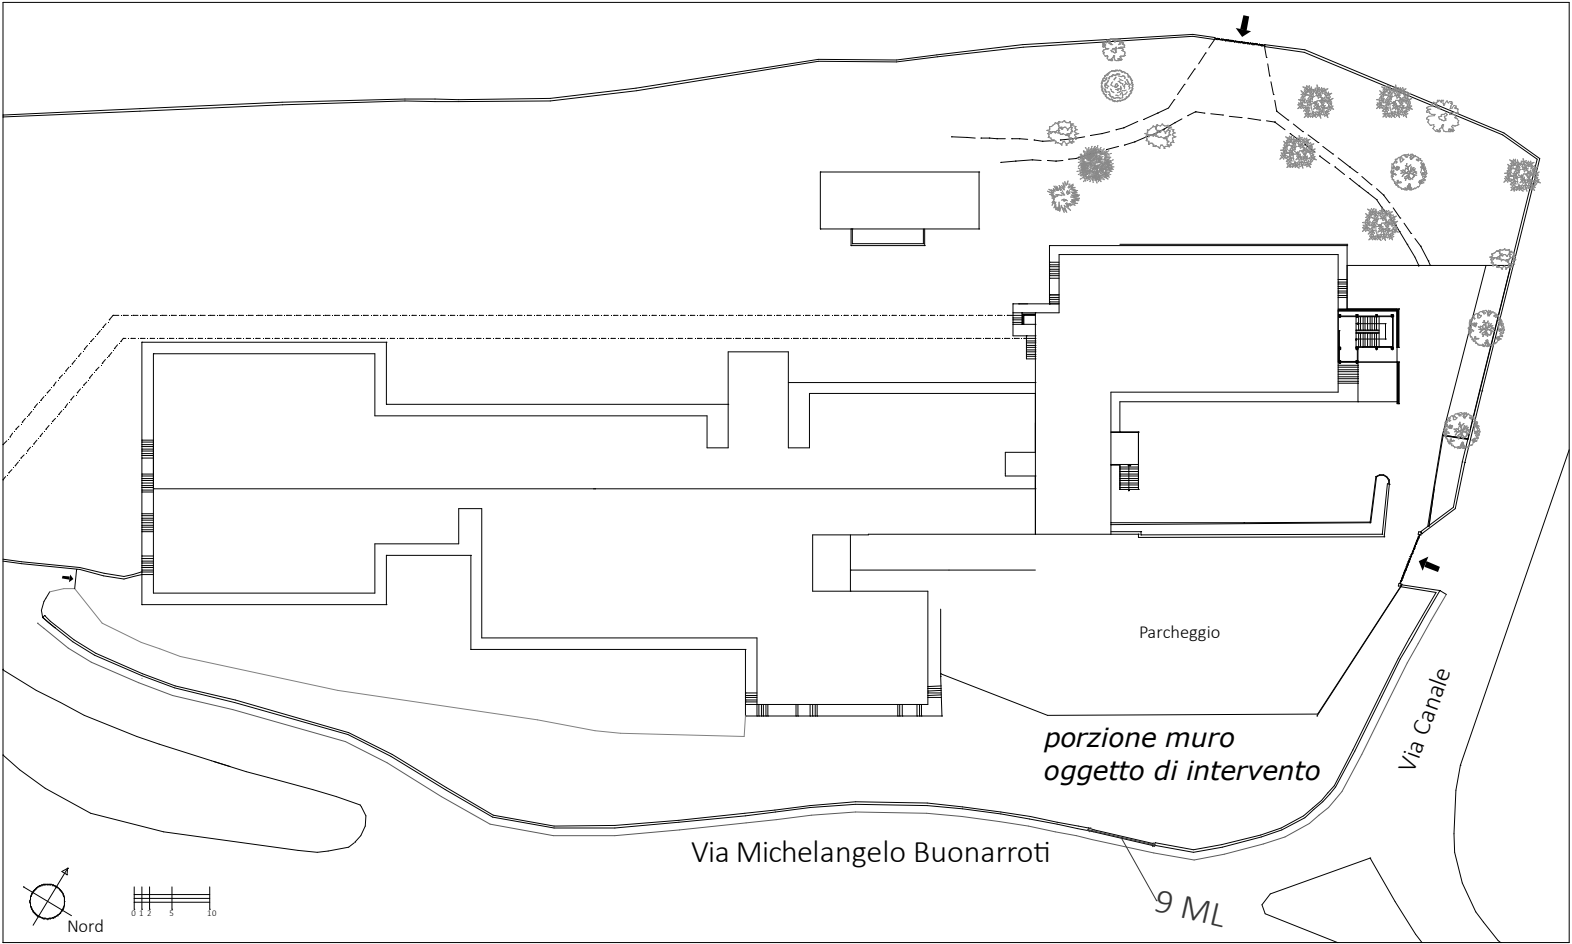 Parcheggio
porzione muro
oggetto di intervento
Via Canale
Via Michelangelo Buonarroti
9 ML
Nord
0 1 2 5 10